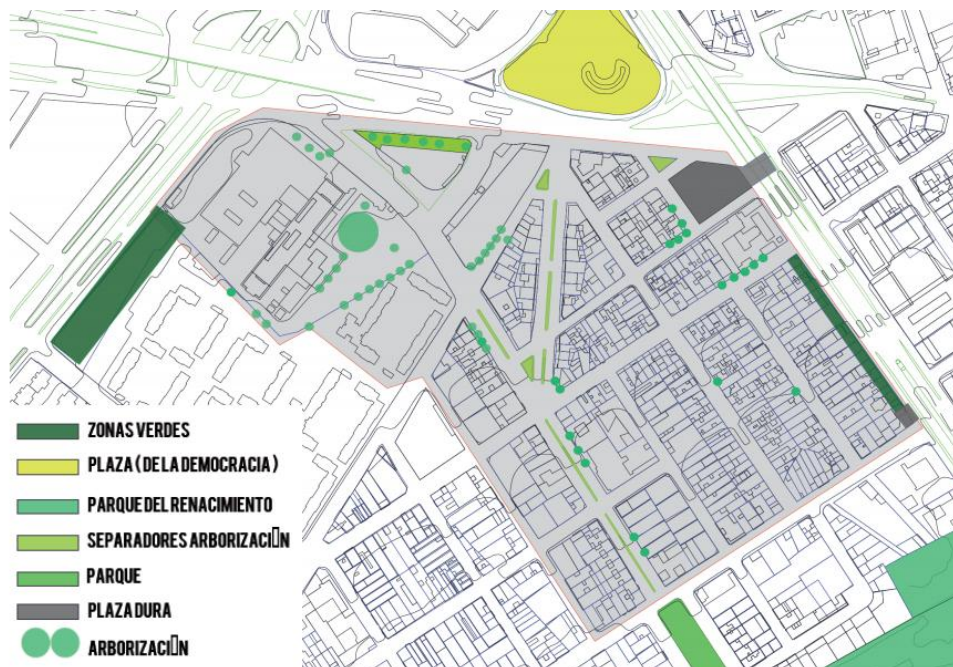 ZONAS VERDES
PLAZA ( DE LA DEMOCRACIA )
PARQUE DEL RENACIMIENTO
SEPARADORES ARBORIZACI▯N
PARQUE
PLAZA DURA
ARBORIZACI▯N